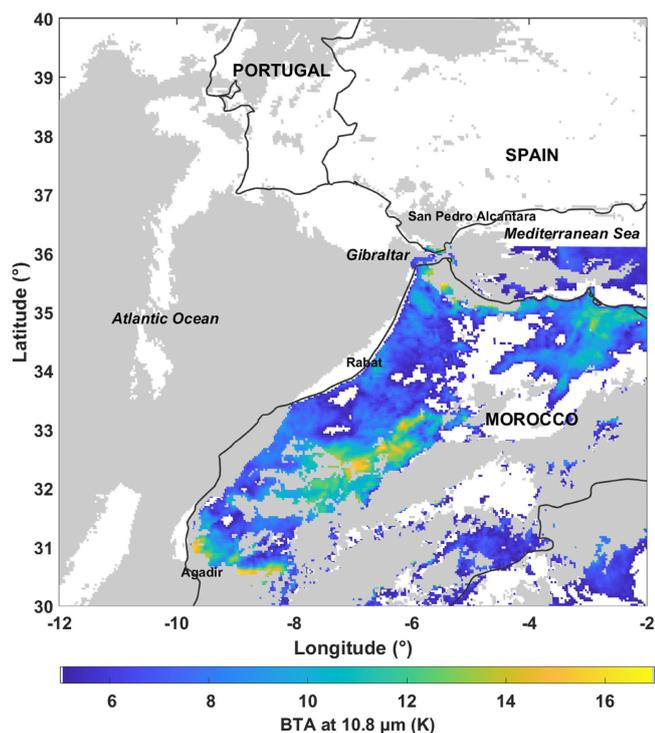 40
39
38
37
36
35
34
33
32
31
30
Latitude (°)
PORTUGAL
SPAIN
San Pedro Alcantara
Mediterranean Sea
Gibraltar
Atlantic Ocean
Rabat
MOROCCO
Agadir
-12 -10 -8 -6 -4 -2
Longitude (°)
6 8 10 12 14 16
BTA at 10.8 µm (K)